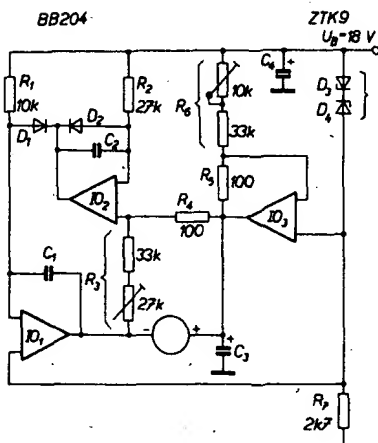 BB204
ZTK9
U_B=18 V
R1
10k
R2
27k
D1
D2
C2
IO2
R6
10k
33k
C4
+
D3
D4
R5
100
R4
100
IO3
R3
33k
27k
C1
IO1
-
+
+
C3
RP
2k7